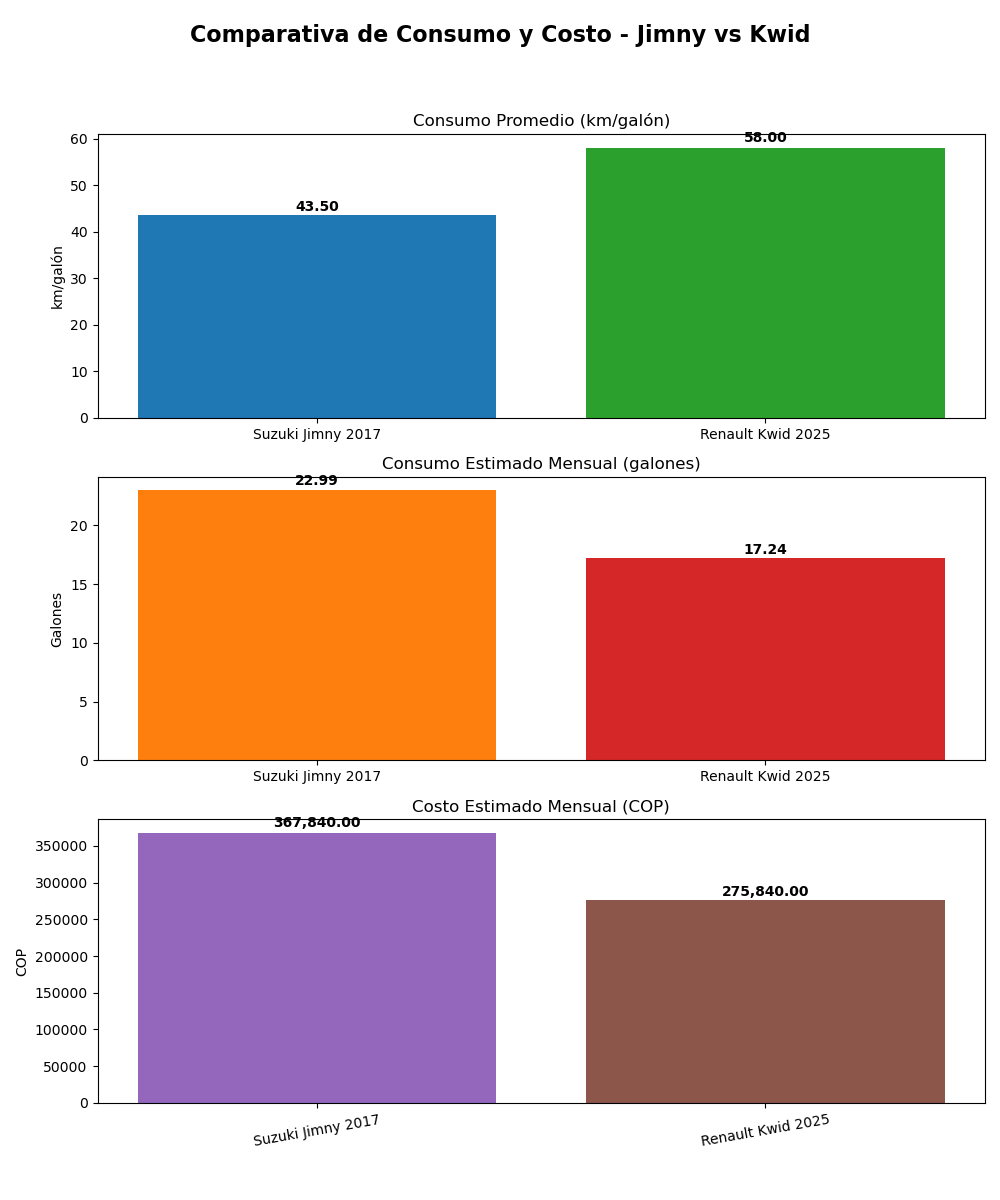 Comparativa de Consumo y Costo - Jimny vs Kwid
Consumo Promedio (km/galón)
km/galón
60
50
40
30
20
10
0
43.50
58.00
Suzuki Jimny 2017
Renault Kwid 2025
Consumo Estimado Mensual (galones)
Galones
20
15
10
5
0
22.99
17.24
Suzuki Jimny 2017
Renault Kwid 2025
Costo Estimado Mensual (COP)
COP
350000
300000
250000
200000
150000
100000
50000
0
367,840.00
275,840.00
Suzuki Jimny 2017
Renault Kwid 2025